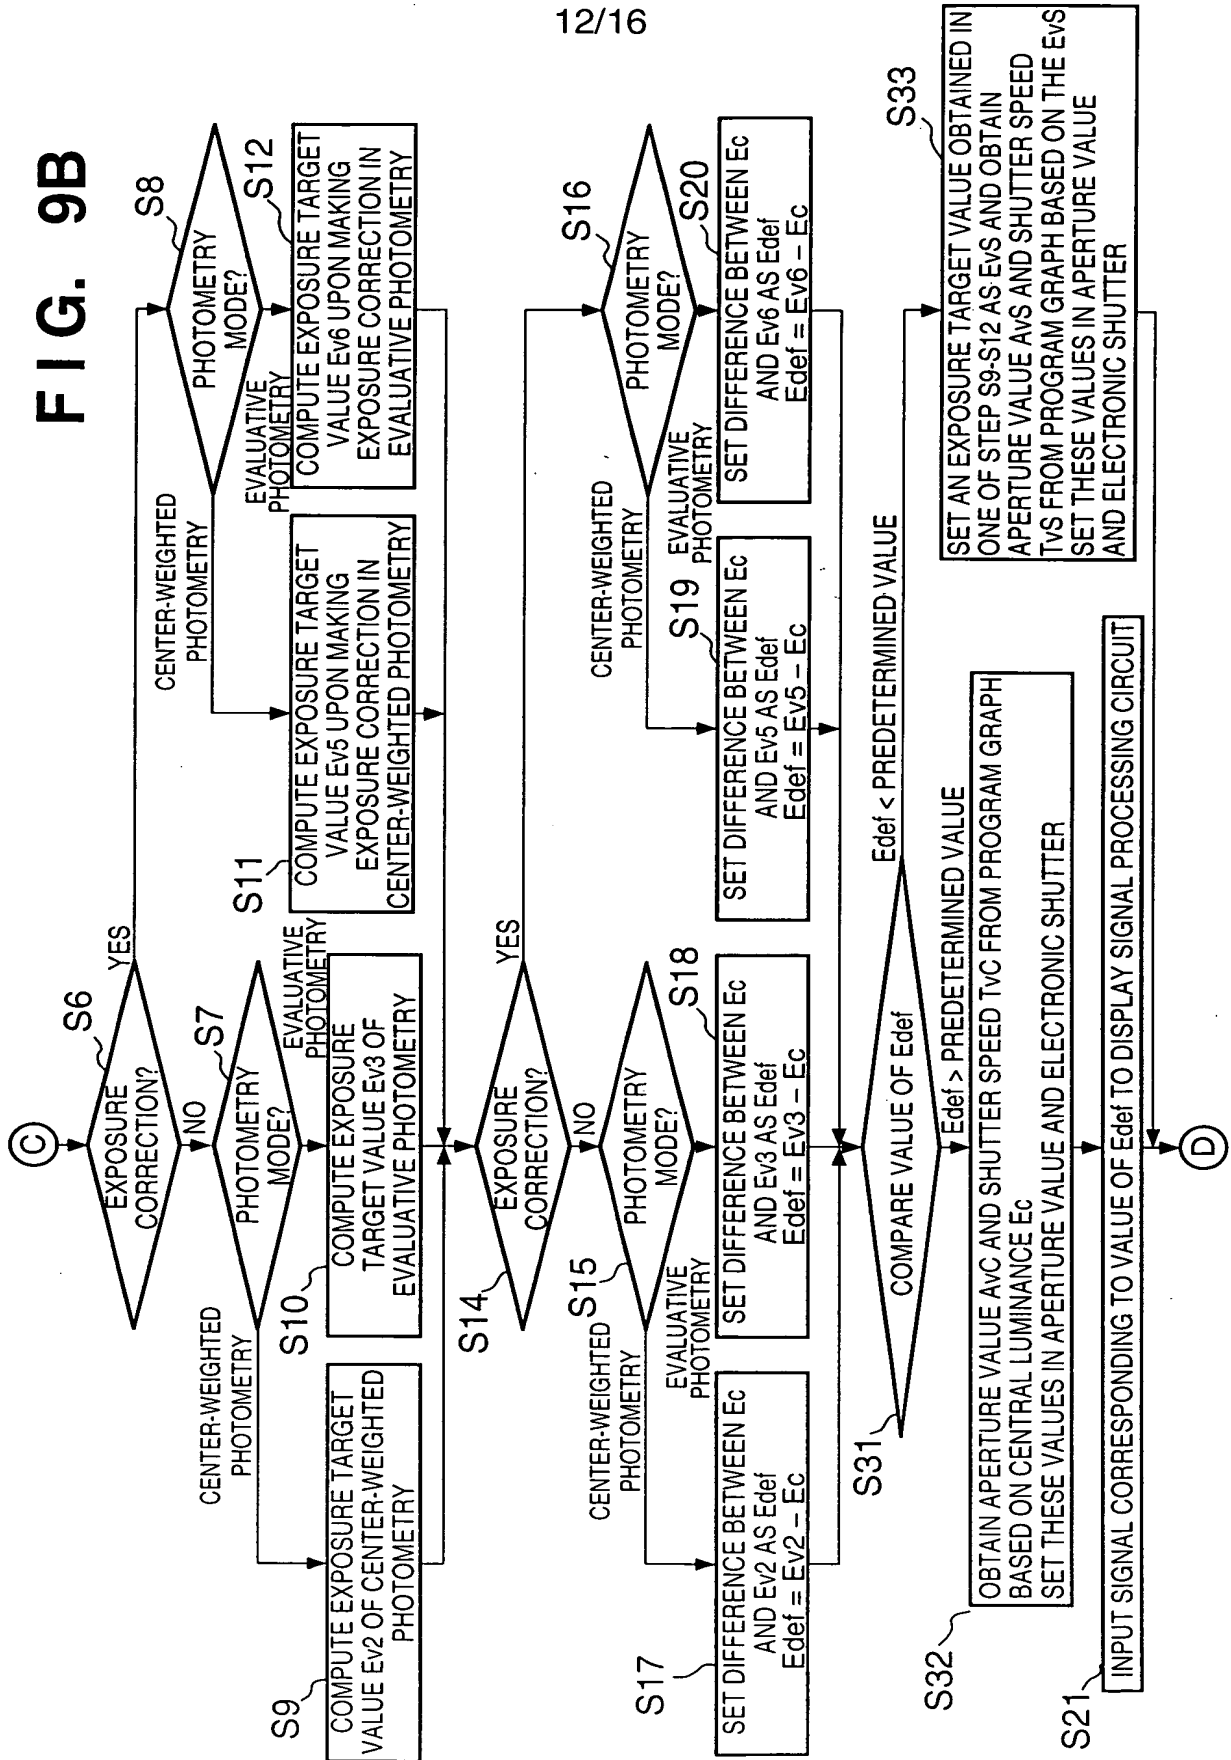 12/16
FIG. 9B
C
S6
EXPOSURE
CORRECTION?
YES
NO
S7
PHOTOMETRY
MODE?
S8
PHOTOMETRY
MODE?
CENTER-WEIGHTED
PHOTOMETRY
EVALUATIVE
PHOTOMETRY
CENTER-WEIGHTED
PHOTOMETRY
EVALUATIVE
PHOTOMETRY
S9
COMPUTE EXPOSURE TARGET
VALUE Ev2 OF CENTER-WEIGHTED
PHOTOMETRY
S10
COMPUTE EXPOSURE
TARGET VALUE Ev3 OF
EVALUATIVE PHOTOMETRY
S11
COMPUTE EXPOSURE TARGET
VALUE Ev5 UPON MAKING
EXPOSURE CORRECTION IN
CENTER-WEIGHTED PHOTOMETRY
S12
COMPUTE EXPOSURE TARGET
VALUE Ev6 UPON MAKING
EXPOSURE CORRECTION IN
EVALUATIVE PHOTOMETRY
S14
EXPOSURE
CORRECTION?
YES
NO
S15
PHOTOMETRY
MODE?
S16
PHOTOMETRY
MODE?
CENTER-WEIGHTED
PHOTOMETRY
EVALUATIVE
PHOTOMETRY
CENTER-WEIGHTED
PHOTOMETRY
EVALUATIVE
PHOTOMETRY
S17
SET DIFFERENCE BETWEEN Ec
AND Ev2 AS Edef
Edef = Ev2 – Ec
S18
SET DIFFERENCE BETWEEN Ec
AND Ev3 AS Edef
Edef = Ev3 – Ec
S19
SET DIFFERENCE BETWEEN Ec
AND Ev5 AS Edef
Edef = Ev5 – Ec
S20
SET DIFFERENCE BETWEEN Ec
AND Ev6 AS Edef
Edef = Ev6 – Ec
S31
COMPARE VALUE OF Edef
Edef < PREDETERMINED VALUE
Edef > PREDETERMINED VALUE
S32
OBTAIN APERTURE VALUE AvC AND SHUTTER SPEED TvC FROM PROGRAM GRAPH
BASED ON CENTRAL LUMINANCE Ec
SET THESE VALUES IN APERTURE VALUE AND ELECTRONIC SHUTTER
S33
SET AN EXPOSURE TARGET VALUE OBTAINED IN
ONE OF STEP S9-S12 AS EvS AND OBTAIN
APERTURE VALUE AvS AND SHUTTER SPEED
TvS FROM PROGRAM GRAPH BASED ON THE EvS
SET THESE VALUES IN APERTURE VALUE
AND ELECTRONIC SHUTTER
S21
INPUT SIGNAL CORRESPONDING TO VALUE OF Edef TO DISPLAY SIGNAL PROCESSING CIRCUIT
D